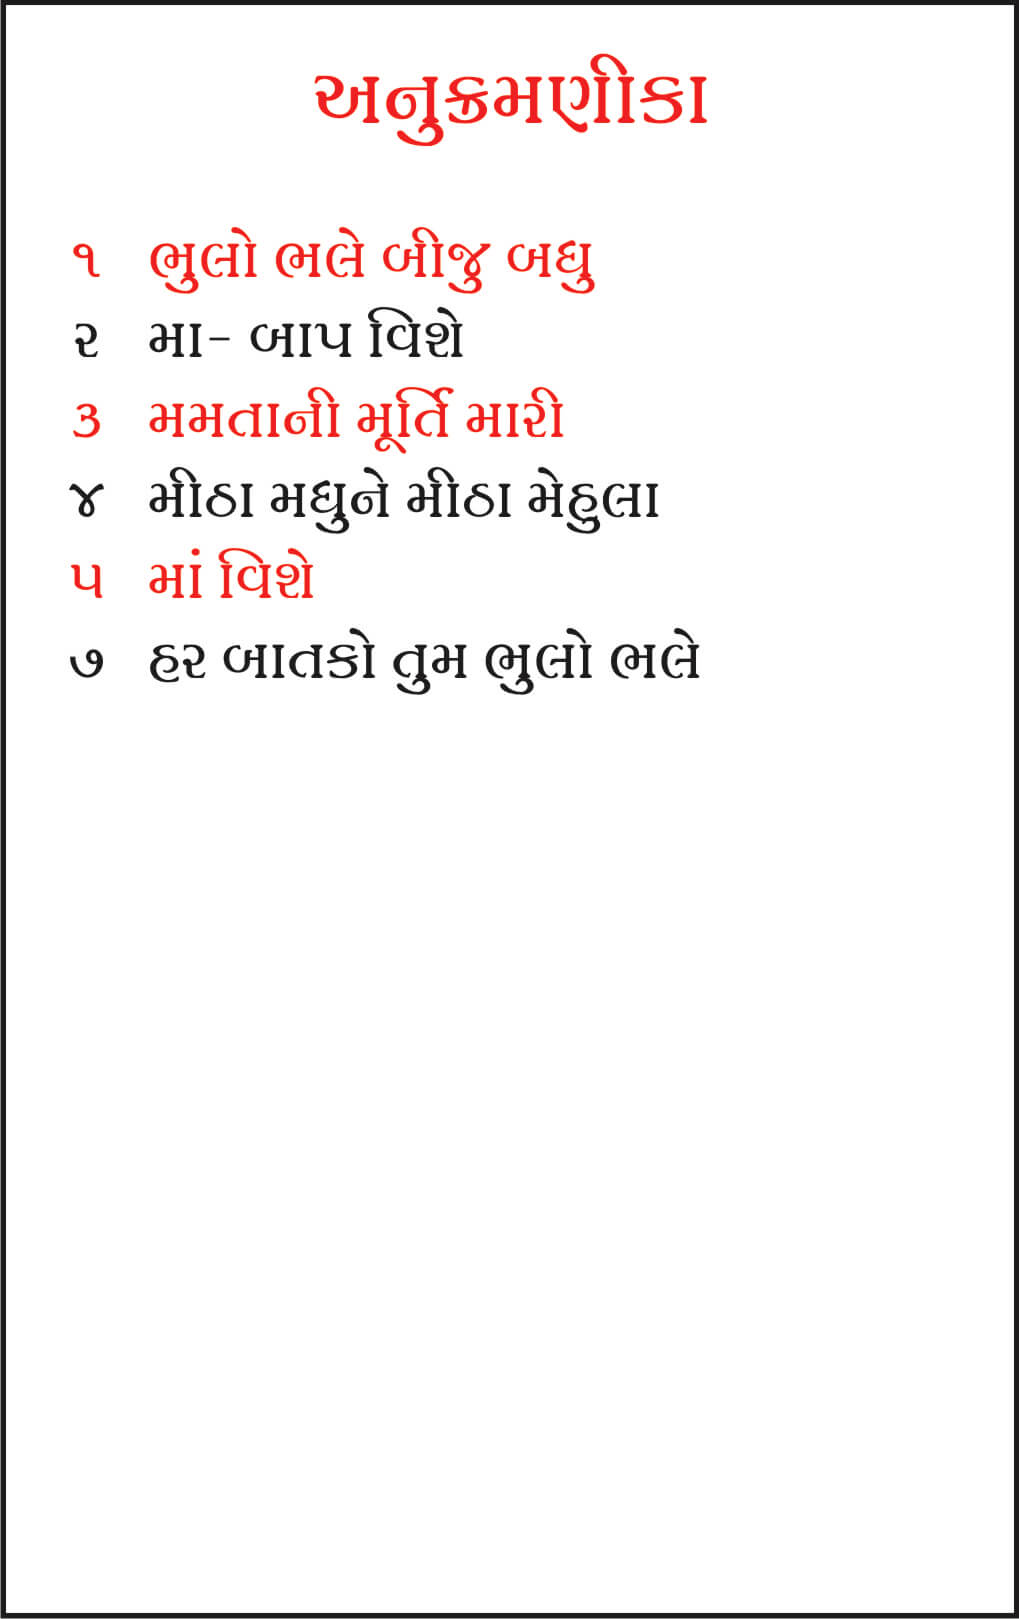 અનુક્રમણીકા
૧ ભુલો ભલે બીજુ બધુ
૨ મા- બાપ વિશે
૩ મમતાની મૂર્તિ મારી
૪ મીઠા મધુને મીઠા મેહુલા
૫ માં વિશે
૭ હર બાતકો તુમ ભુલો ભલે